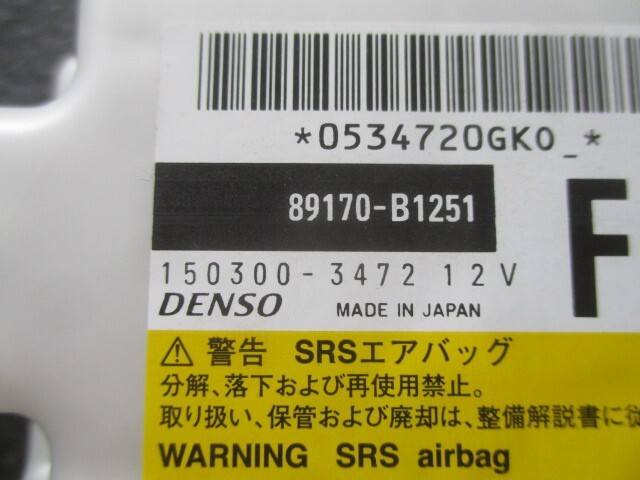 *0534720GK0_*
89170-B1251
F
150300-3472 12V
DENSO MADE IN JAPAN
⚠ 警告 SRSエアバッグ
分解、落下および再使用禁止。
取り扱い、保管および廃却は、整備解説書に従
WARNING SRS airbag